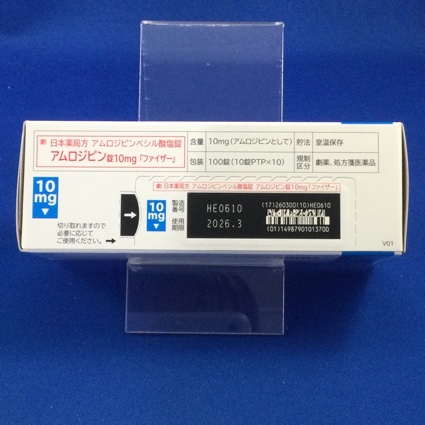 劇 日本薬局方 アムロジピンベシル酸塩錠
アムロジピン錠10mg「ファイザー」
含量 10mg(アムロジピンとして) 貯法 室温保存
包装 100錠(10錠PTP×10) 規制区分 劇薬、処方箋医薬品
劇 日本薬局方 アムロジピンベシル酸塩錠 アムロジピン錠10mg「ファイザー」
10mg
切り取れますので
必要に応じて
ご使用ください。
10mg
製造番号 HE0610
使用期限 2026.3
(17)260300(10)HE0610
(01)14987901013700
V01